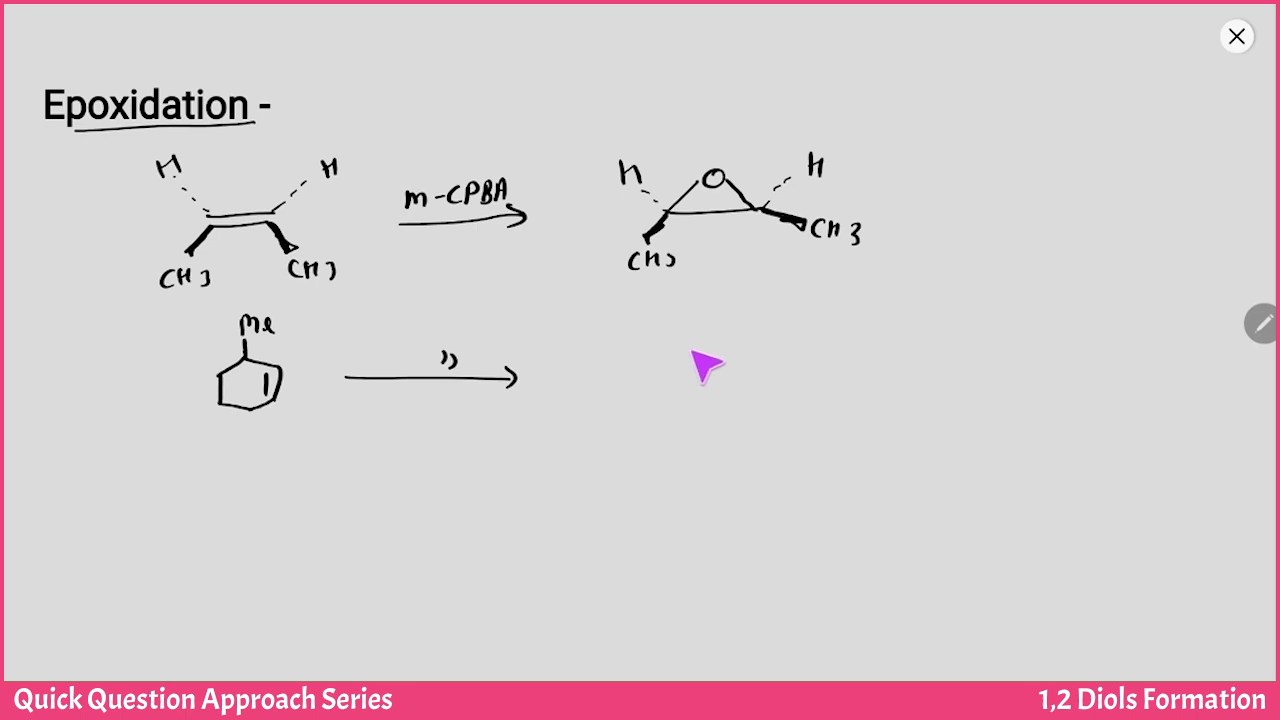 Epoxidation -
H H m-CPBA H O H
CH3 CH3 CH3 CH3
Me
"
Quick Question Approach Series 1,2 Diols Formation